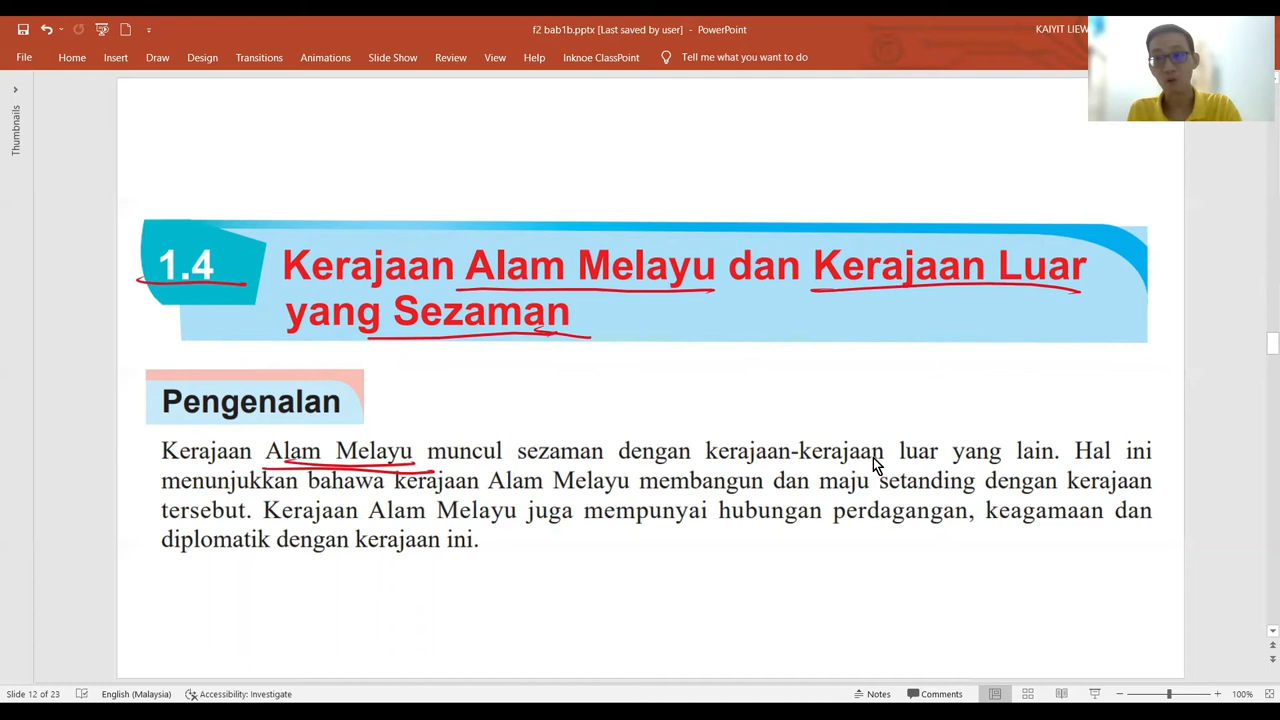 f2 bab1b.pptx [Last saved by user] - PowerPoint
KAIYIT LIEW
File Home Insert Draw Design Transitions Animations Slide Show Review View Help Inknoe ClassPoint Tell me what you want to do
Thumbnails
1.4 Kerajaan Alam Melayu dan Kerajaan Luar
yang Sezaman
Pengenalan
Kerajaan Alam Melayu muncul sezaman dengan kerajaan-kerajaan luar yang lain. Hal ini
menunjukkan bahawa kerajaan Alam Melayu membangun dan maju setanding dengan kerajaan
tersebut. Kerajaan Alam Melayu juga mempunyai hubungan perdagangan, keagamaan dan
diplomatik dengan kerajaan ini.
Slide 12 of 23 English (Malaysia) Accessibility: Investigate Notes Comments 100%